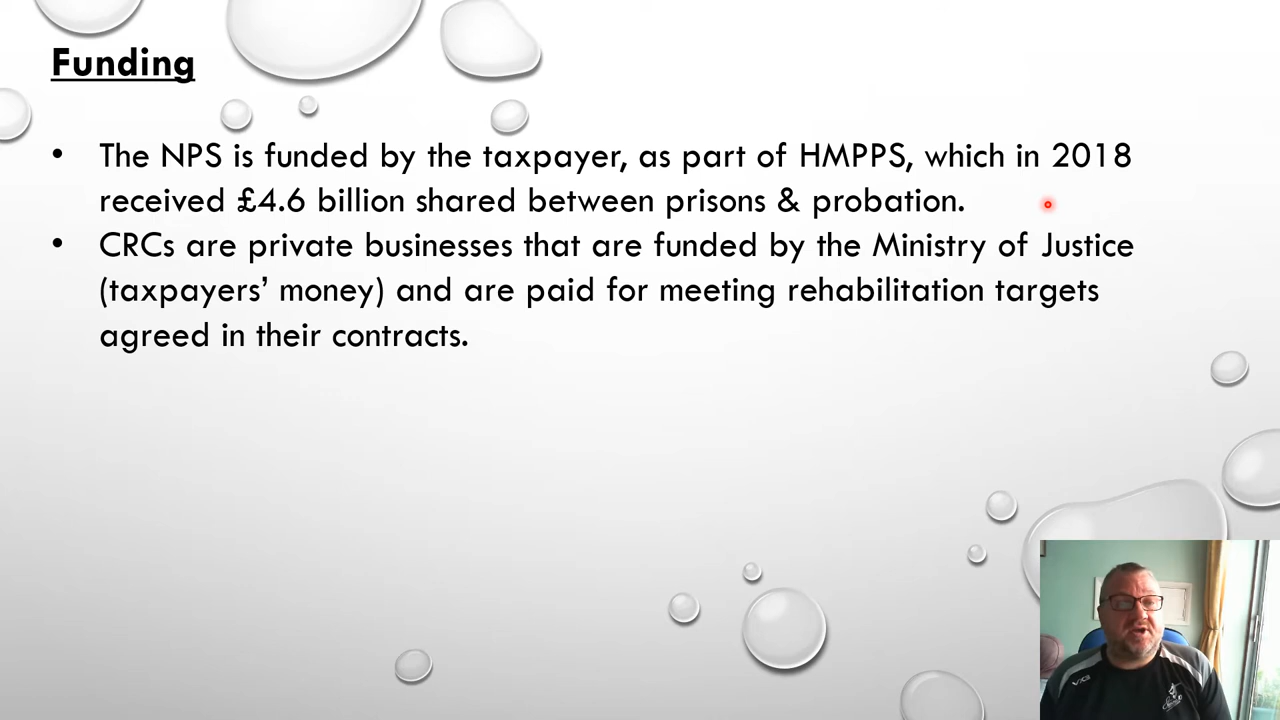 Funding
• The NPS is funded by the taxpayer, as part of HMPPS, which in 2018
received £4.6 billion shared between prisons & probation.
• CRCs are private businesses that are funded by the Ministry of Justice
(taxpayers’ money) and are paid for meeting rehabilitation targets
agreed in their contracts.
VX3